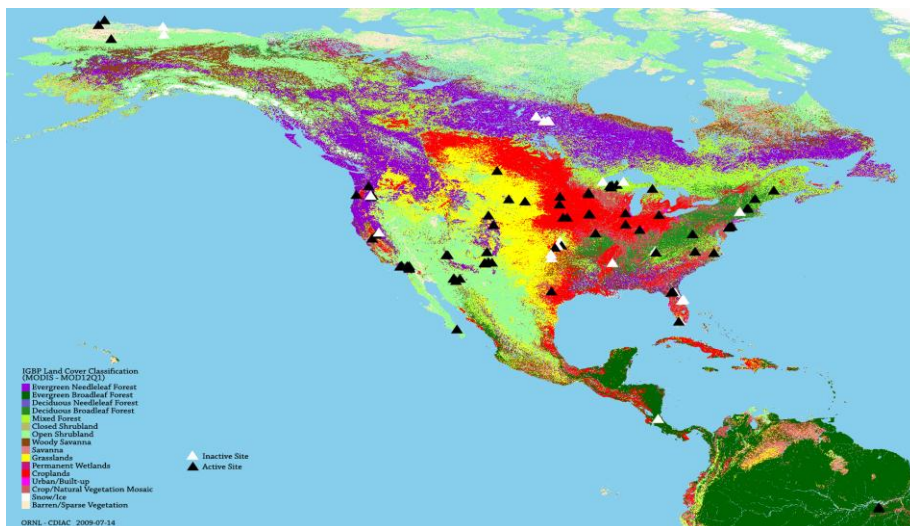 IGBP Land Cover Classification
(MODIS - MOD12Q1)
Evergreen Needleleaf Forest
Evergreen Broadleaf Forest
Deciduous Needleleaf Forest
Deciduous Broadleaf Forest
Mixed Forest
Closed Shrubland
Open Shrubland
Woody Savanna
Savanna
Grasslands
Permanent Wetlands
Croplands
Urban/Built-up
Crop/Natural Vegetation Mosaic
Snow/Ice
Barren/Sparse Vegetation
Inactive Site
Active Site
ORNL - CDIAC 2009-07-14